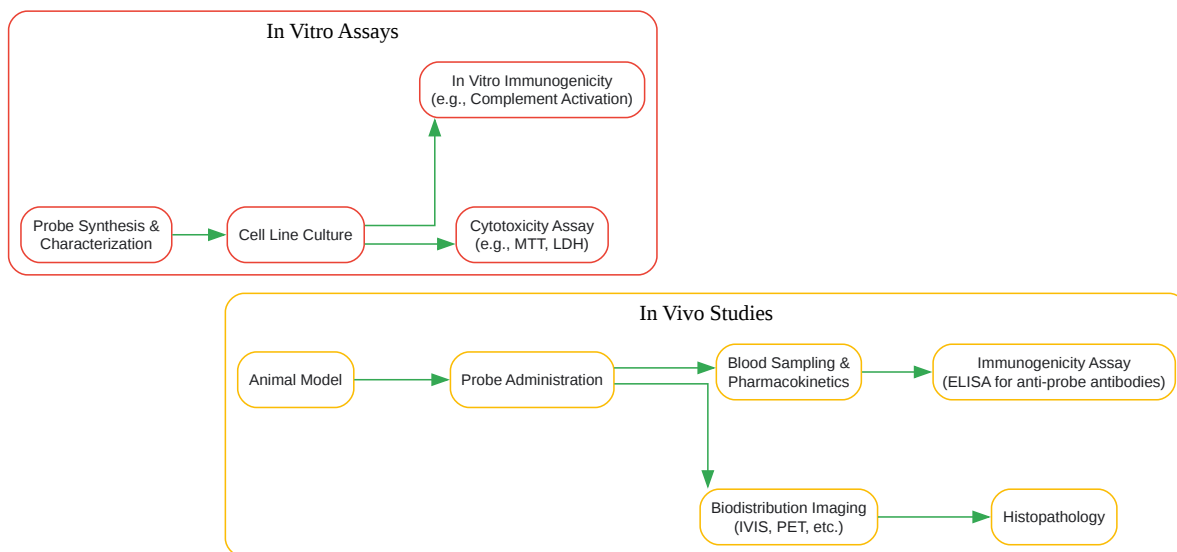 In Vitro Assays
In Vitro Immunogenicity
(e.g., Complement Activation)
Probe Synthesis &
Characterization
Cell Line Culture
Cytotoxicity Assay
(e.g., MTT, LDH)
In Vivo Studies
Animal Model
Probe Administration
Blood Sampling &
Pharmacokinetics
Immunogenicity Assay
(ELISA for anti-probe antibodies)
Biodistribution Imaging
(IVIS, PET, etc.)
Histopathology